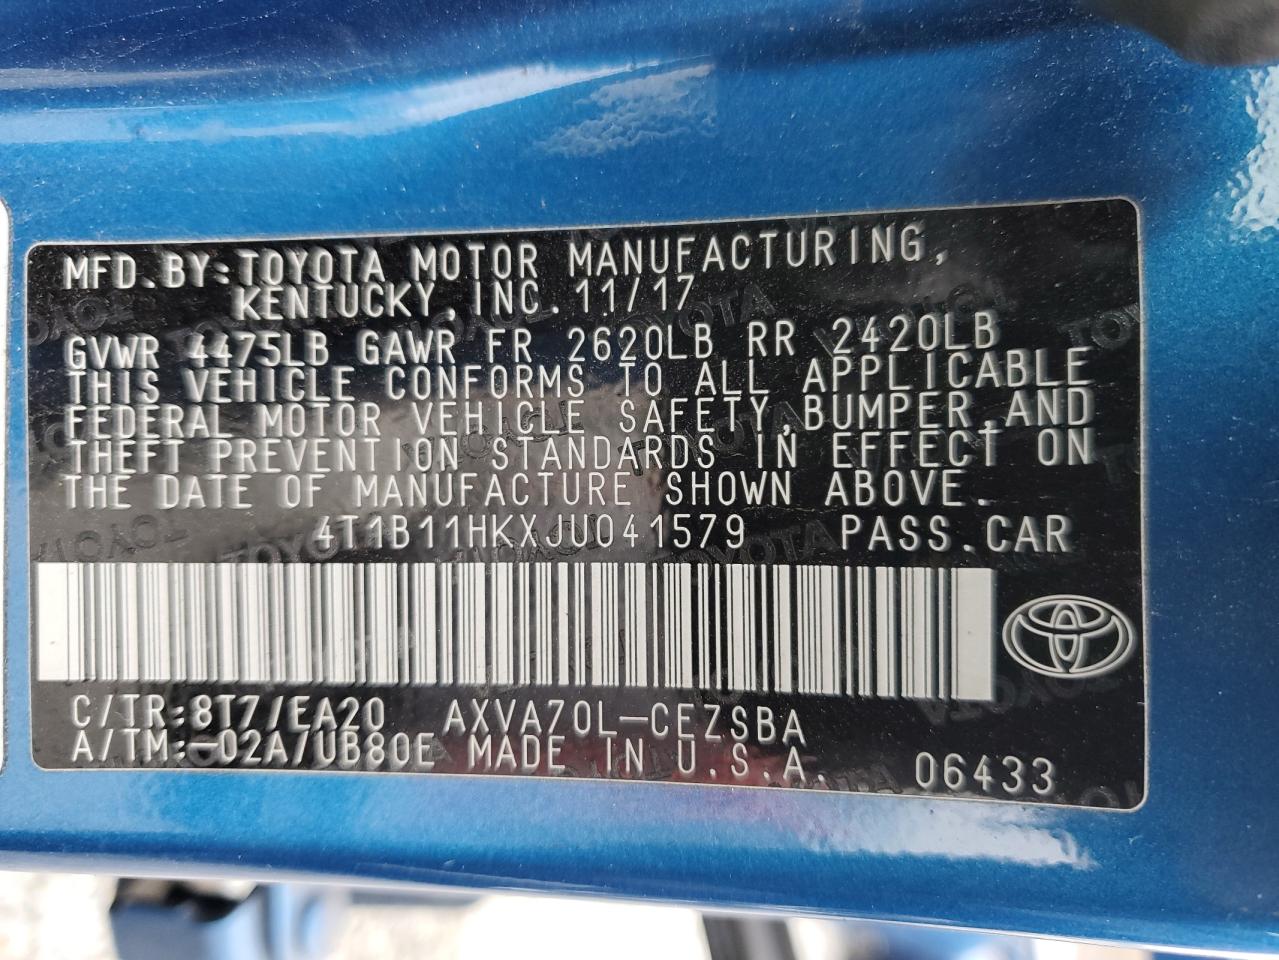 MFD.BY:TOYOTA MOTOR MANUFACTURING,
KENTUCKY,INC. 11/17
GVWR 4475LB GAWR FR 2620LB RR 2420LB
THIS VEHICLE CONFORMS TO ALL APPLICABLE
FEDERAL MOTOR VEHICLE SAFETY,BUMPER,AND
THEFT PREVENTION STANDARDS IN EFFECT ON
THE DATE OF MANUFACTURE SHOWN ABOVE.
4T1B11HKXJU041579 PASS.CAR
C/TR:8T7/EA20 AXVA70L-CEZSBA
A/TM:-02A/UB80E MADE IN U.S.A. 06433